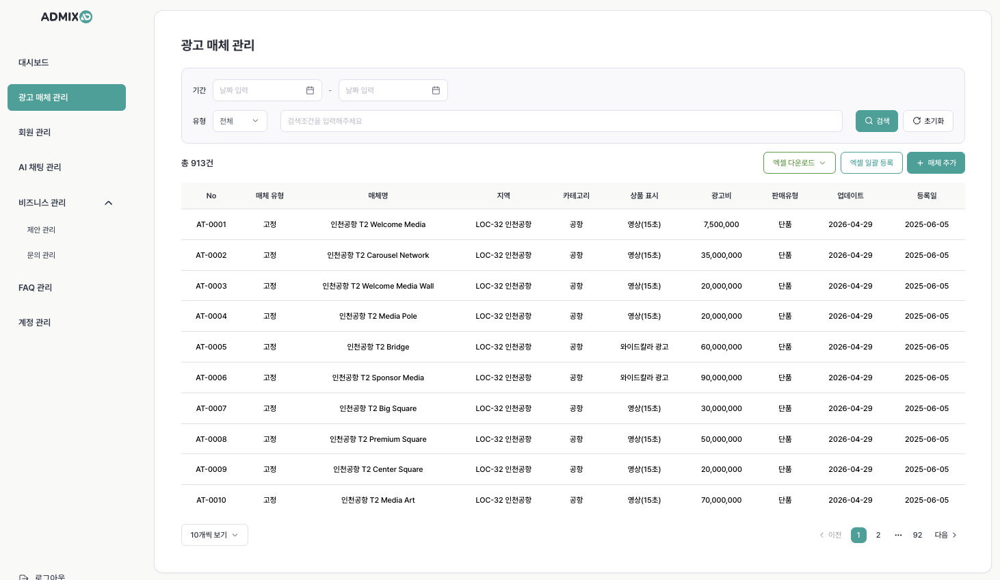 ADMIX AD
대시보드
광고 매체 관리
회원 관리
AI 채팅 관리
비즈니스 관리
제안 관리
문의 관리
FAQ 관리
계정 관리
로그아웃
광고 매체 관리
기간 날짜 입력 - 날짜 입력
유형 전체 검색조건을 입력해주세요 검색 초기화
총 913건 엑셀 다운로드 엑셀 일괄 등록 + 매체 추가
No 매체 유형 매체명 지역 카테고리 상품 표시 광고비 판매유형 업데이트 등록일
AT-0001 고정 인천공항 T2 Welcome Media LOC-32 인천공항 공항 영상(15초) 7,500,000 단품 2026-04-29 2025-06-05
AT-0002 고정 인천공항 T2 Carousel Network LOC-32 인천공항 공항 영상(15초) 35,000,000 단품 2026-04-29 2025-06-05
AT-0003 고정 인천공항 T2 Welcome Media Wall LOC-32 인천공항 공항 영상(15초) 20,000,000 단품 2026-04-29 2025-06-05
AT-0004 고정 인천공항 T2 Media Pole LOC-32 인천공항 공항 영상(15초) 20,000,000 단품 2026-04-29 2025-06-05
AT-0005 고정 인천공항 T2 Bridge LOC-32 인천공항 공항 와이드칼라 광고 60,000,000 단품 2026-04-29 2025-06-05
AT-0006 고정 인천공항 T2 Sponsor Media LOC-32 인천공항 공항 와이드칼라 광고 90,000,000 단품 2026-04-29 2025-06-05
AT-0007 고정 인천공항 T2 Big Square LOC-32 인천공항 공항 영상(15초) 30,000,000 단품 2026-04-29 2025-06-05
AT-0008 고정 인천공항 T2 Premium Square LOC-32 인천공항 공항 영상(15초) 50,000,000 단품 2026-04-29 2025-06-05
AT-0009 고정 인천공항 T2 Center Square LOC-32 인천공항 공항 영상(15초) 20,000,000 단품 2026-04-29 2025-06-05
AT-0010 고정 인천공항 T2 Media Art LOC-32 인천공항 공항 영상(15초) 70,000,000 단품 2026-04-29 2025-06-05
10개씩 보기 이전 1 2 ··· 92 다음